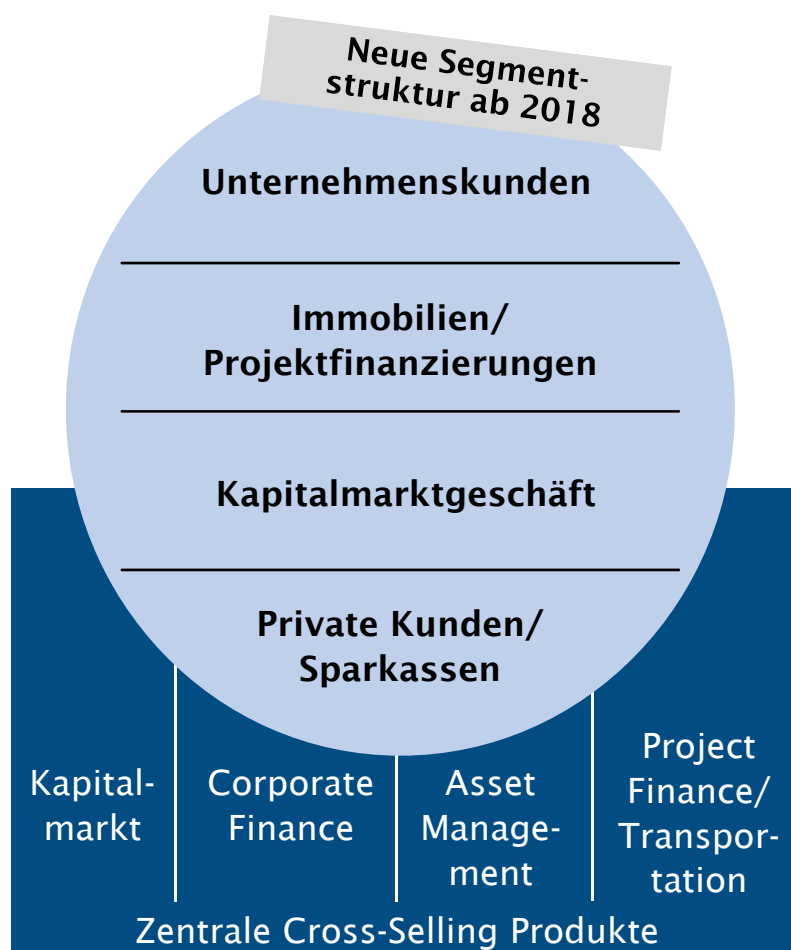 Neue Segment-
struktur ab 2018
Unternehmenskunden
Immobilien/
Projektfinanzierungen
Kapitalmarktgeschäft
Private Kunden/
Sparkassen
Kapital-
markt
Corporate
Finance
Asset
Manage-
ment
Project
Finance/
Transpor-
tation
Zentrale Cross-Selling Produkte